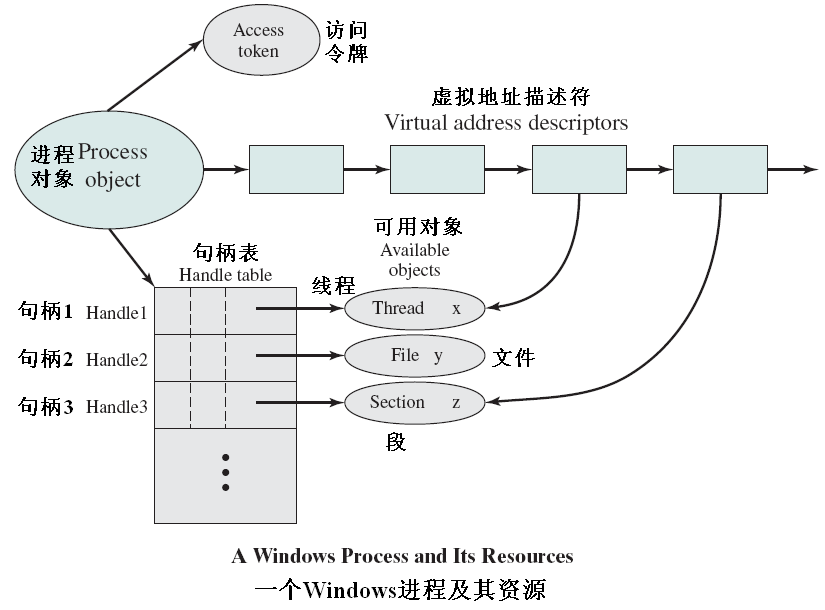 Access 访问
token 令牌
虚拟地址描述符
Virtual address descriptors
进程 Process
对象 object
可用对象
句柄表 Available
Handle table objects
线程
句柄1 Handle1 Thread x
句柄2 Handle2 File y 文件
句柄3 Handle3 Section z
段
A Windows Process and Its Resources
一个Windows进程及其资源